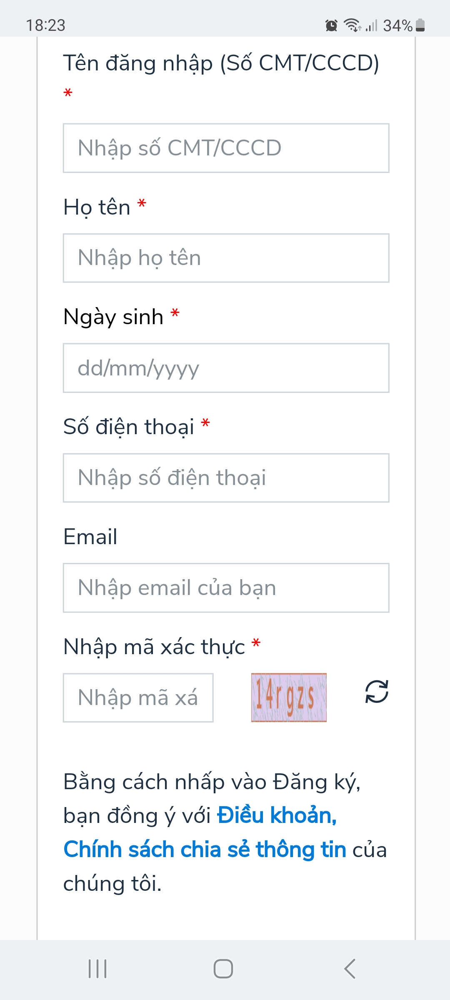 18:23
34%
Tên đăng nhập (Số CMT/CCCD)
*
Nhập số CMT/CCCD
Họ tên *
Nhập họ tên
Ngày sinh *
dd/mm/yyyy
Số điện thoại *
Nhập số điện thoại
Email
Nhập email của bạn
Nhập mã xác thực *
Nhập mã xá
14rgzs
Bằng cách nhấp vào Đăng ký,
bạn đồng ý với Điều khoản,
Chính sách chia sẻ thông tin của
chúng tôi.